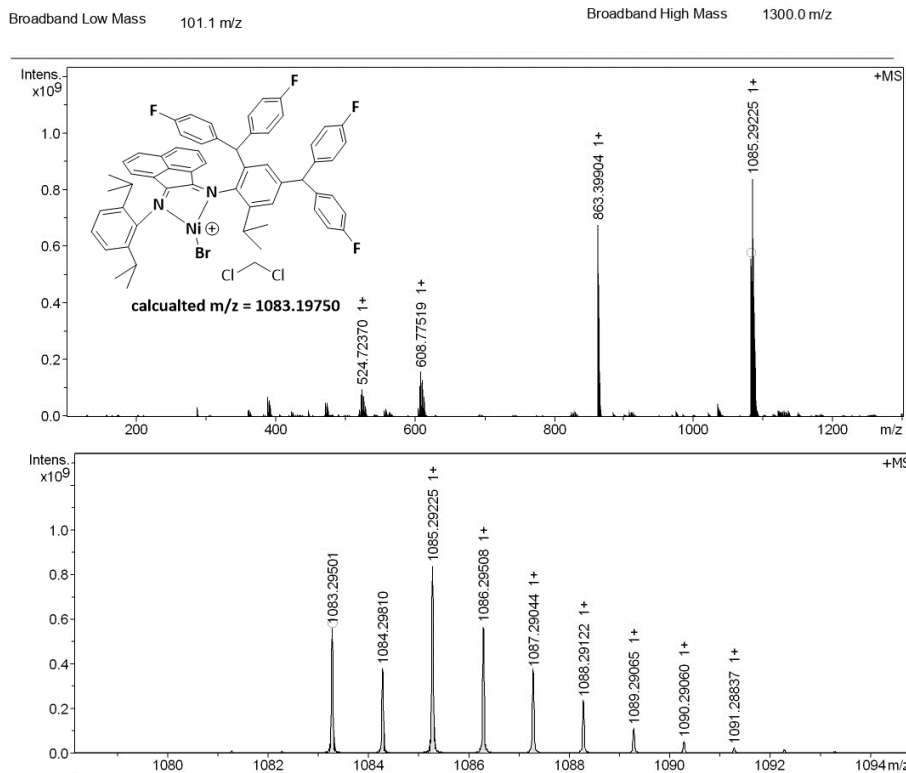 Broadband Low Mass 101.1 m/z Broadband High Mass 1300.0 m/z
Intens.
x10⁹
+MS
1.0
0.8
0.6
0.4
0.2
0.0
F
F
F
F
N
N
Ni
⊕
Br
Cl
Cl
calcualted m/z = 1083.19750
524.72370 1+
608.77519 1+
863.39904 1+
1085.29225 1+
200 400 600 800 1000 1200 m/z
Intens.
x10⁹
+MS
1.0
0.8
0.6
0.4
0.2
0.0
1083.29501
1084.29810
1085.29225 1+
1086.29508 1+
1087.29044 1+
1088.29122 1+
1089.29065 1+
1090.29060 1+
1091.28837 1+
1080 1082 1084 1086 1088 1090 1092 1094 m/z